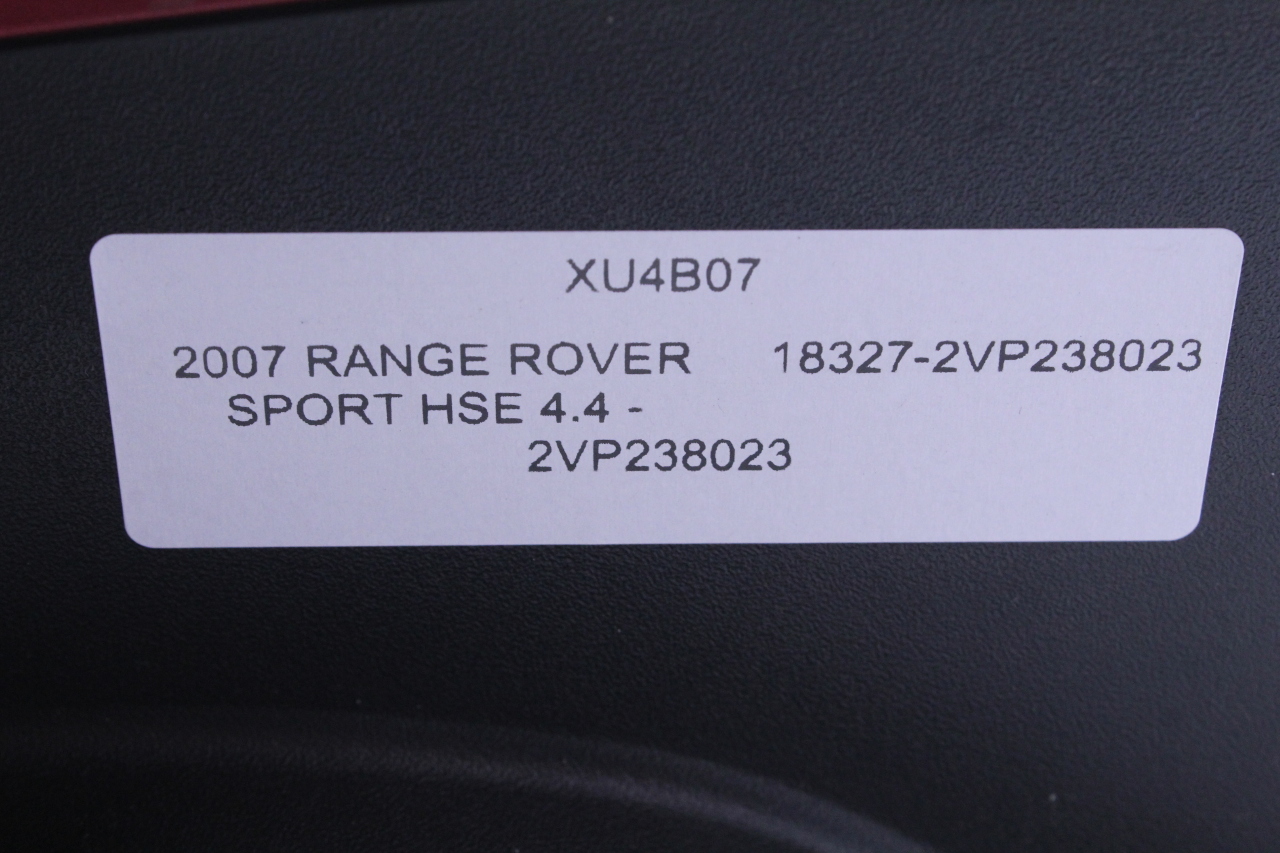 XU4B07
2007 RANGE ROVER 18327-2VP238023
SPORT HSE 4.4 -
2VP238023